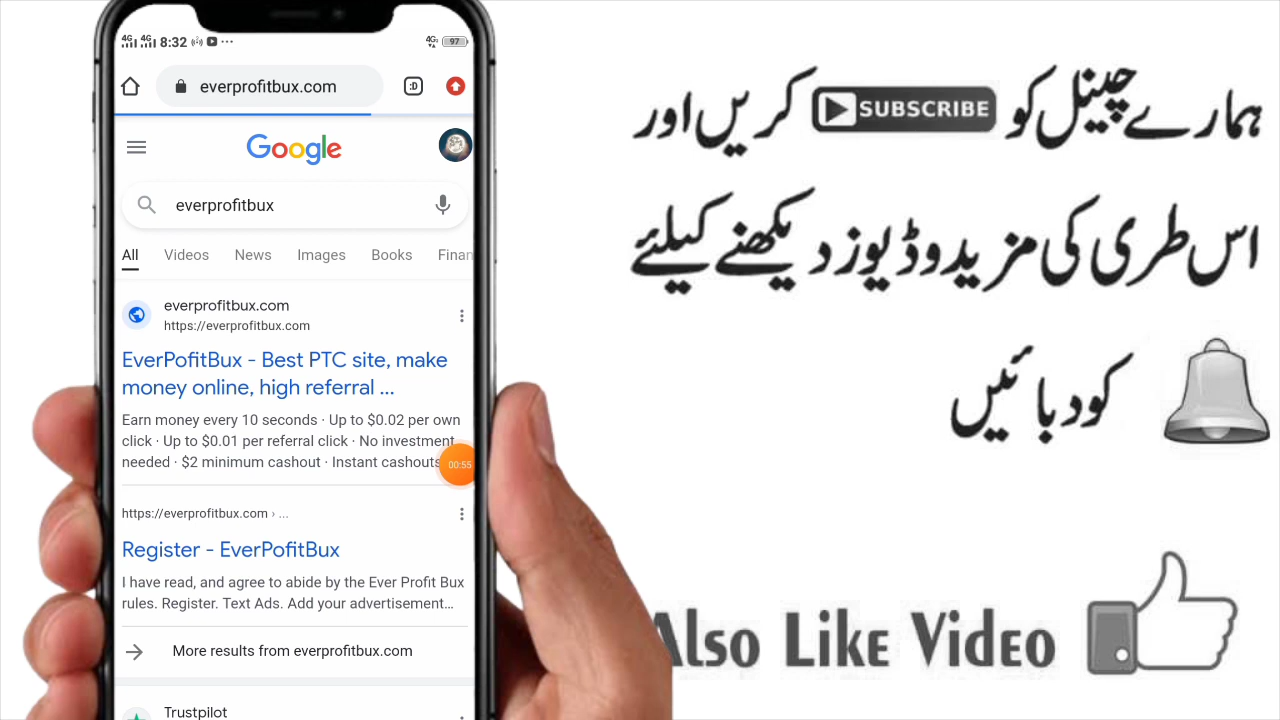 8:32
97
everprofitbux.com
:D
Google
everprofitbux
All Videos News Images Books Finan
everprofitbux.com
https://everprofitbux.com
EverPofitBux - Best PTC site, make
money online, high referral ...
Earn money every 10 seconds · Up to $0.02 per own
click · Up to $0.01 per referral click · No investment
needed · $2 minimum cashout · Instant cashouts
00:55
https://everprofitbux.com › ...
Register - EverPofitBux
I have read, and agree to abide by the Ever Profit Bux
rules. Register. Text Ads. Add your advertisement...
More results from everprofitbux.com
Trustpilot
ہمارے چینل کو SUBSCRIBE کریں اور
اس طری کی مزید وڈیوز دیکھنے کیلئے
کو دبائیں
Also Like Video